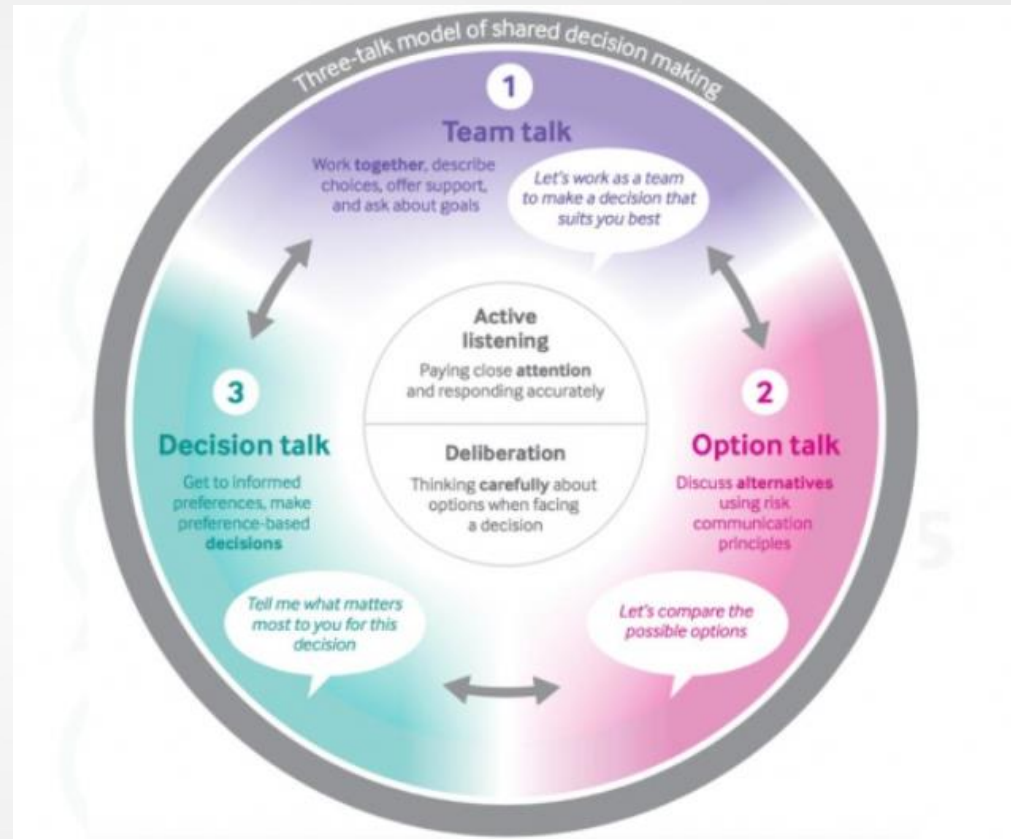 Three-talk model of shared decision making
1
Team talk
Work together, describe
choices, offer support,
and ask about goals
Let's work as a team
to make a decision that
suits you best
Active
listening
Paying close attention
and responding accurately
Deliberation
Thinking carefully about
options when facing
a decision
2
Option talk
Discuss alternatives
using risk
communication
principles
Let's compare the
possible options
3
Decision talk
Get to informed
preferences, make
preference-based
decisions
Tell me what matters
most to you for this
decision